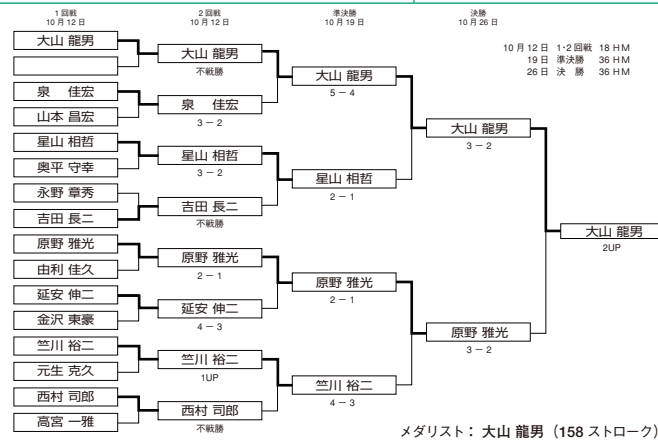 1回戦
10月12日
2回戦
10月12日
準決勝
10月19日
決勝
10月26日
10月12日 1・2回戦 18HM
19日 準決勝 36HM
26日 決 勝 36HM
大山 龍男
泉 佳宏
山本 昌宏
星山 相哲
奥平 守幸
永野 章秀
吉田 長二
原野 雅光
由利 佳久
延安 伸二
金沢 東豪
竺川 裕二
元生 克久
西村 司郎
高宮 一雅
大山 龍男
不戦勝
泉 佳宏
3－2
星山 相哲
3－2
吉田 長二
不戦勝
原野 雅光
2－1
延安 伸二
4－3
竺川 裕二
1UP
西村 司郎
不戦勝
大山 龍男
5－4
星山 相哲
2－1
原野 雅光
2－1
竺川 裕二
4－3
大山 龍男
3－2
原野 雅光
3－2
大山 龍男
2UP
メダリスト：大山 龍男（158 ストローク）